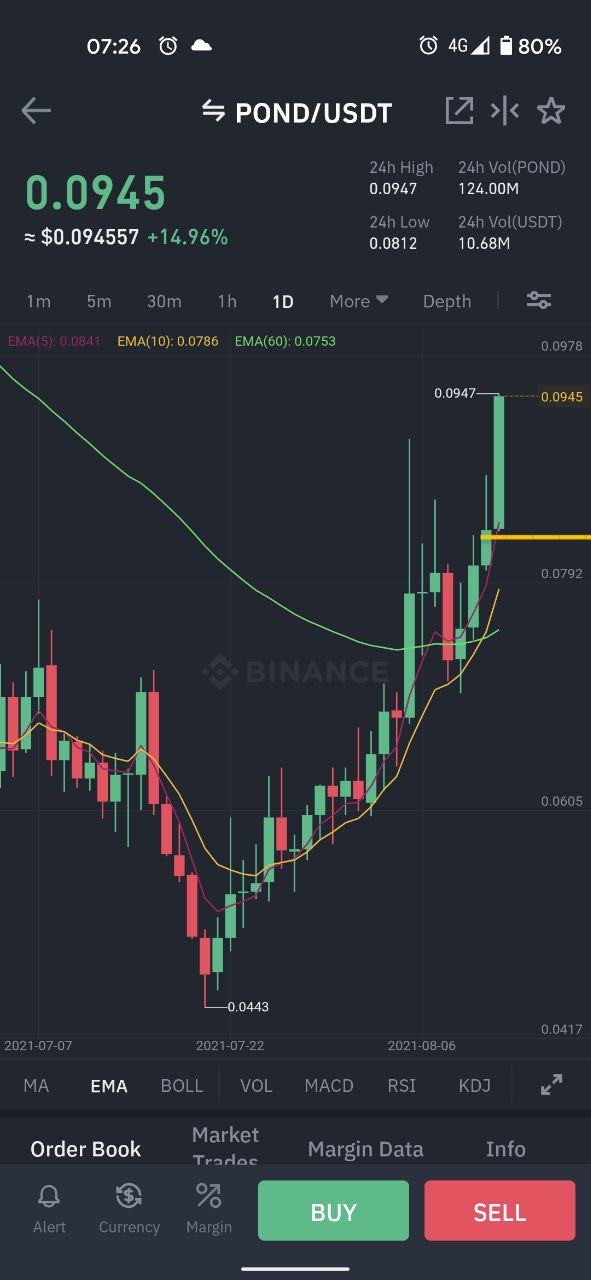 07:26 4G 80%
POND/USDT
0.0945
≈ $0.094557 +14.96%
24h High 24h Vol(POND)
0.0947 124.00M
24h Low 24h Vol(USDT)
0.0812 10.68M
1m 5m 30m 1h 1D More Depth
EMA(5): 0.0841 EMA(10): 0.0786 EMA(60): 0.0753
0.0978
0.0947 0.0945
0.0792
BINANCE
0.0605
0.0443
0.0417
2021-07-07 2021-07-22 2021-08-06
MA EMA BOLL VOL MACD RSI KDJ
Order Book Market Trades Margin Data Info
Alert Currency Margin BUY SELL